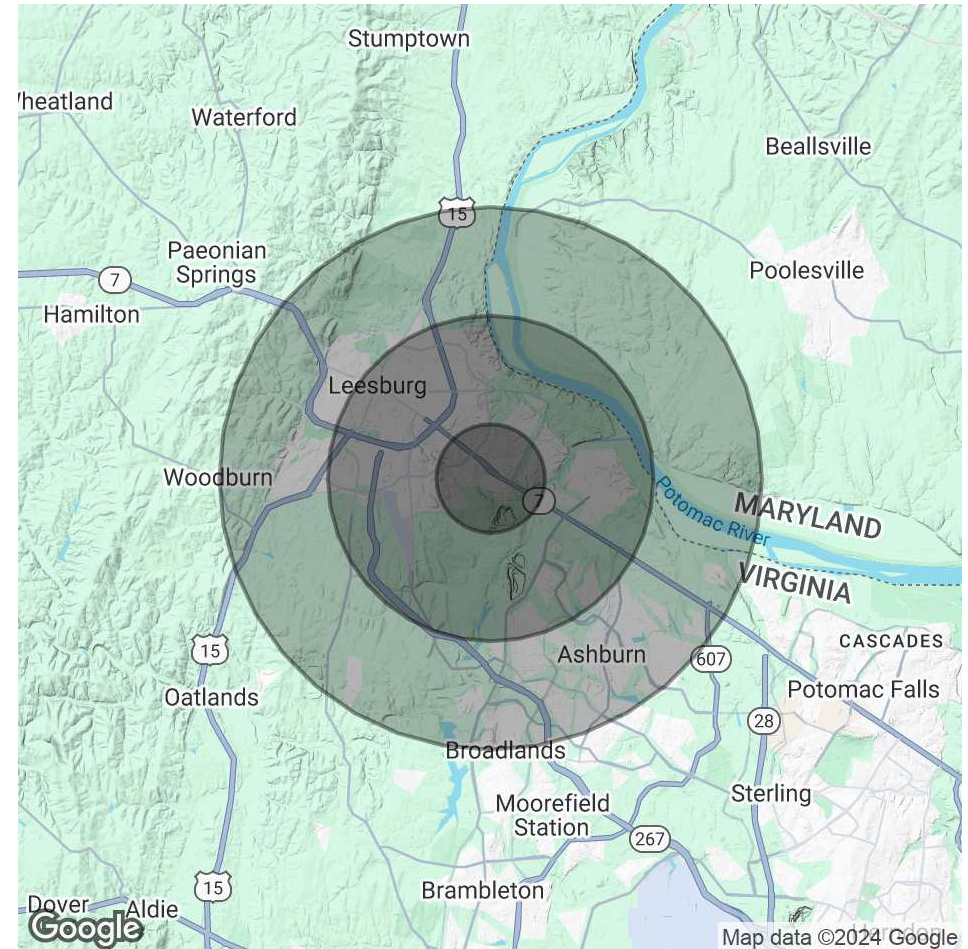 Stumptown
Waterford
Beallsville
15
Paeonian
Springs
7
Poolesville
Hamilton
Leesburg
Woodburn
7
Potomac River
MARYLAND
VIRGINIA
15
Ashburn
607
CASCADES
Oatlands
Potomac Falls
28
Broadlands
Sterling
Moorefield
Station
267
15
Brambleton
Dover
Aldie
Google
Map data ©2024 Google